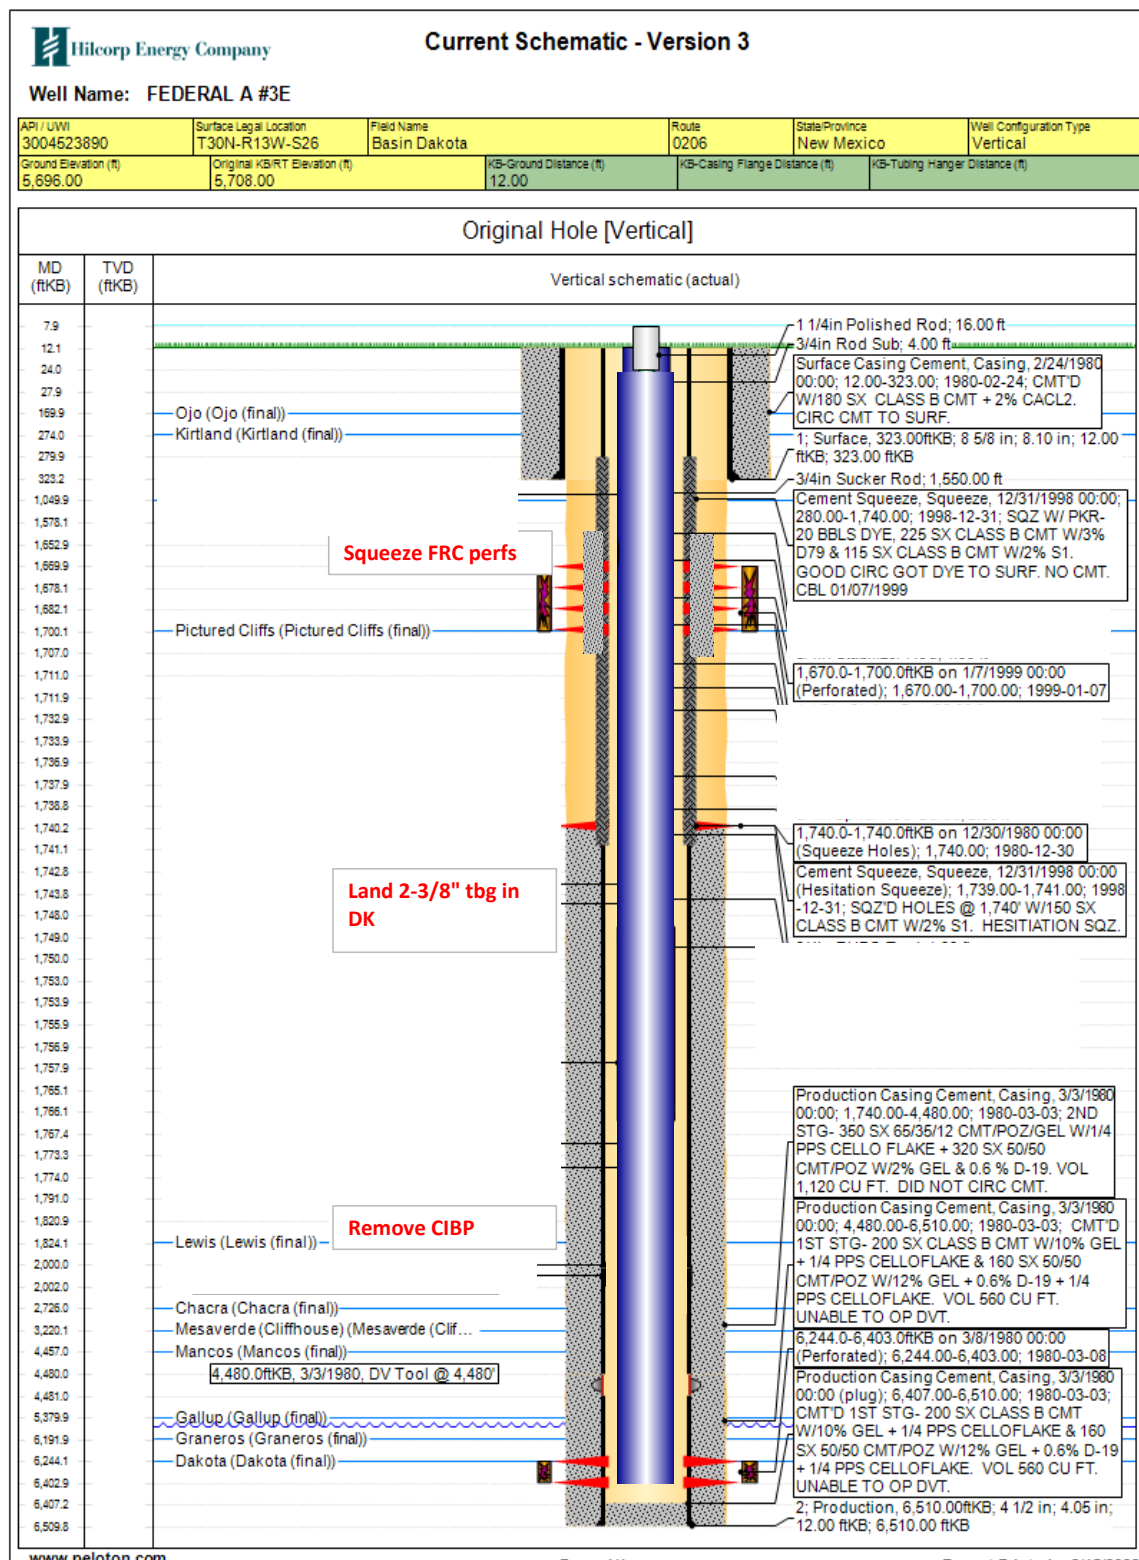 Hilcorp Energy Company
Current Schematic - Version 3
Well Name: FEDERAL A #3E
API / UWI
3004523890
Surface Legal Location
T30N-R13W-S26
Field Name
Basin Dakota
Route
0206
State/Province
New Mexico
Well Configuration Type
Vertical
Ground Elevation (ft)
5,696.00
Original KB/RT Elevation (ft)
5,708.00
KB-Ground Distance (ft)
12.00
KB-Casing Flange Distance (ft)
KB-Tubing Hanger Distance (ft)
Original Hole [Vertical]
MD
(ftKB)
TVD
(ftKB)
Vertical schematic (actual)
7.9
12.1
24.0
27.9
169.9
274.0
279.9
323.2
1,049.9
1,578.1
1,652.9
1,669.9
1,678.1
1,682.1
1,700.1
1,707.0
1,711.0
1,711.9
1,732.9
1,733.9
1,736.9
1,737.9
1,738.8
1,740.2
1,741.1
1,742.8
1,743.8
1,748.0
1,749.0
1,750.0
1,753.0
1,753.9
1,755.9
1,756.9
1,757.9
1,765.1
1,766.1
1,767.4
1,773.3
1,774.0
1,791.0
1,820.9
1,824.1
2,000.0
2,002.0
2,726.0
3,220.1
4,457.0
4,480.0
4,481.0
5,379.9
6,191.9
6,244.1
6,402.9
6,407.2
6,509.8
Ojo (Ojo (final))
Kirtland (Kirtland (final))
Squeeze FRC perfs
Pictured Cliffs (Pictured Cliffs (final))
Land 2-3/8" tbg in
DK
Remove CIBP
Lewis (Lewis (final))
Chacra (Chacra (final))
Mesaverde (Cliffhouse) (Mesaverde (Clif...
Mancos (Mancos (final))
4,480.0ftKB, 3/3/1980, DV Tool @ 4,480'
Gallup (Gallup (final))
Graneros (Graneros (final))
Dakota (Dakota (final))
1 1/4in Polished Rod; 16.00 ft
3/4in Rod Sub; 4.00 ft
Surface Casing Cement, Casing, 2/24/1980
00:00; 12.00-323.00; 1980-02-24; CMT'D
W/180 SX CLASS B CMT + 2% CACL2.
CIRC CMT TO SURF.
1; Surface, 323.00ftKB; 8 5/8 in; 8.10 in; 12.00
ftKB; 323.00 ftKB
3/4in Sucker Rod; 1,550.00 ft
Cement Squeeze, Squeeze, 12/31/1998 00:00;
280.00-1,740.00; 1998-12-31; SQZ W/ PKR-
20 BBLS DYE, 225 SX CLASS B CMT W/3%
D79 & 115 SX CLASS B CMT W/2% S1.
GOOD CIRC GOT DYE TO SURF. NO CMT.
CBL 01/07/1999
1,670.0-1,700.0ftKB on 1/7/1999 00:00
(Perforated); 1,670.00-1,700.00; 1999-01-07
1,740.0-1,740.0ftKB on 12/30/1980 00:00
(Squeeze Holes); 1,740.00; 1980-12-30
Cement Squeeze, Squeeze, 12/31/1998 00:00
(Hesitation Squeeze); 1,739.00-1,741.00; 1998
-12-31; SQZ'D HOLES @ 1,740' W/150 SX
CLASS B CMT W/2% S1. HESITIATION SQZ.
Production Casing Cement, Casing, 3/3/1980
00:00; 1,740.00-4,480.00; 1980-03-03; 2ND
STG- 350 SX 65/35/12 CMT/POZ/GEL W/1/4
PPS CELLO FLAKE + 320 SX 50/50
CMT/POZ W/2% GEL & 0.6 % D-19. VOL
1,120 CU FT. DID NOT CIRC CMT.
Production Casing Cement, Casing, 3/3/1980
00:00; 4,480.00-6,510.00; 1980-03-03; CMT'D
1ST STG- 200 SX CLASS B CMT W/10% GEL
+ 1/4 PPS CELLOFLAKE & 160 SX 50/50
CMT/POZ W/12% GEL + 0.6% D-19 + 1/4
PPS CELLOFLAKE. VOL 560 CU FT.
UNABLE TO OP DVT.
6,244.0-6,403.0ftKB on 3/8/1980 00:00
(Perforated); 6,244.00-6,403.00; 1980-03-08
Production Casing Cement, Casing, 3/3/1980
00:00 (plug); 6,407.00-6,510.00; 1980-03-03;
CMT'D 1ST STG- 200 SX CLASS B CMT
W/10% GEL + 1/4 PPS CELLOFLAKE & 160
SX 50/50 CMT/POZ W/12% GEL + 0.6% D-19
+ 1/4 PPS CELLOFLAKE. VOL 560 CU FT.
UNABLE TO OP DVT.
2; Production, 6,510.00ftKB; 4 1/2 in; 4.05 in;
12.00 ftKB; 6,510.00 ftKB
www.peloton.com